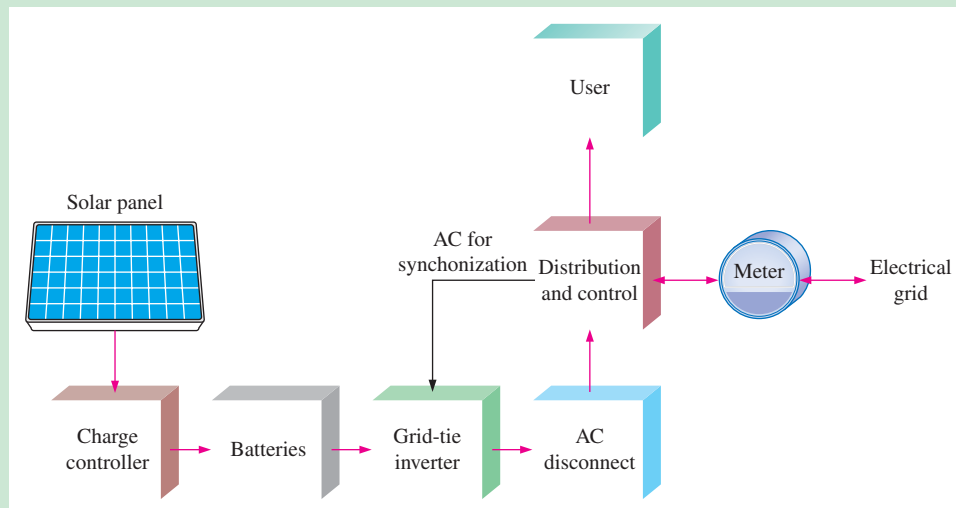 User
Solar panel
AC for
synchonization
Distribution
and control
Meter
Electrical
grid
Charge
controller
Batteries
Grid-tie
inverter
AC
disconnect